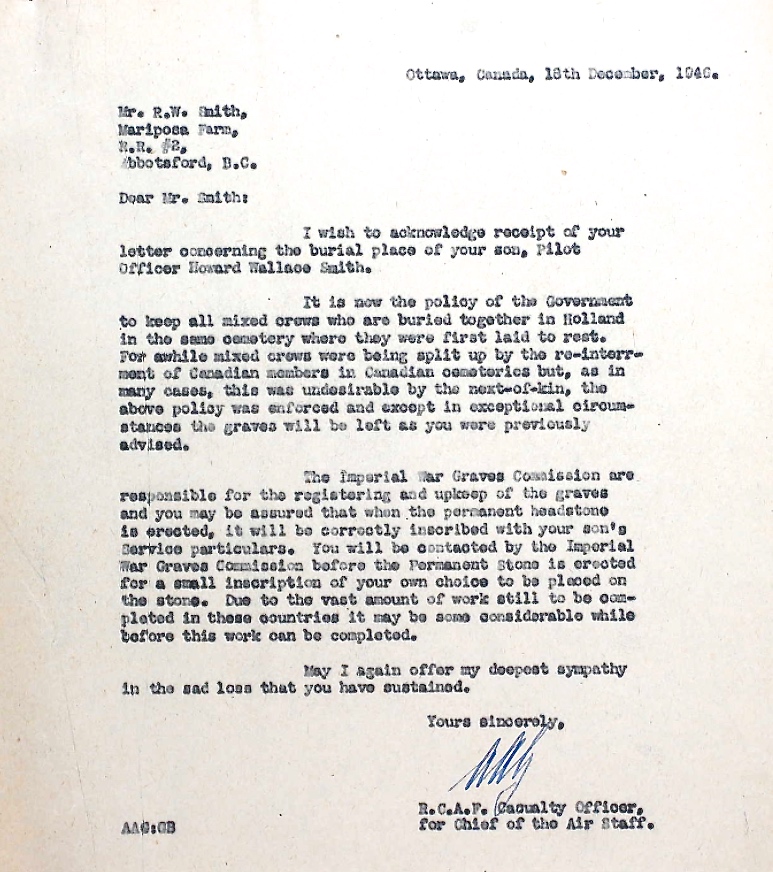 Ottawa, Canada, 18th December, 1946.
Mr. R.W. Smith,
Mariposa Farm,
R.R. #2,
Abbotsford, B.C.
Dear Mr. Smith:
I wish to acknowledge receipt of your
letter concerning the burial place of your son, Pilot
Officer Howard Wallace Smith.
It is now the policy of the Government
to keep all mixed crews who are buried together in Holland
in the same cemetery where they were first laid to rest.
For awhile mixed crews were being split up by the re-inter-
ment of Canadian members in Canadian cemeteries but, as in
many cases, this was undesirable by the next-of-kin, the
above policy was enforced and except in exceptional circum-
stances the graves will be left as you were previously
advised.
The Imperial War Graves Commission are
responsible for the registering and upkeep of the graves
and you may be assured that when the permanent headstone
is erected, it will be correctly inscribed with your son's
Service particulars. You will be contacted by the Imperial
War Graves Commission before the Permanent Stone is erected
for a small inscription of your own choice to be placed on
the stone. Due to the vast amount of work still to be com-
pleted in these countries it may be some considerable while
before this work can be completed.
May I again offer my deepest sympathy
in the sad loss that you have sustained.
Yours sincerely,
R.C.A.F. Casualty Officer,
for Chief of the Air Staff.
AAG:GB